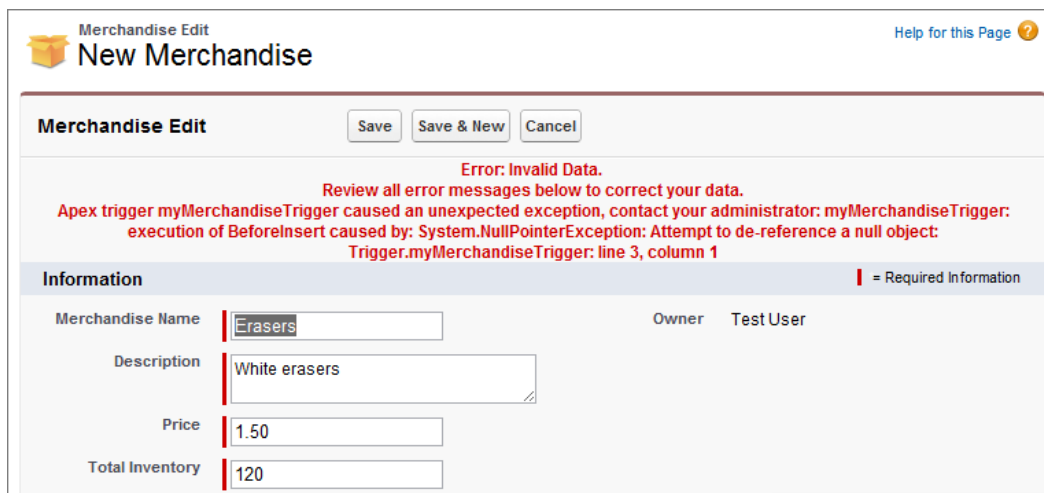 Merchandise Edit
New Merchandise
Help for this Page ?
Merchandise Edit
Save
Save & New
Cancel
Error: Invalid Data.
Review all error messages below to correct your data.
Apex trigger myMerchandiseTrigger caused an unexpected exception, contact your administrator: myMerchandiseTrigger:
execution of BeforeInsert caused by: System.NullPointerException: Attempt to de-reference a null object:
Trigger.myMerchandiseTrigger: line 3, column 1
Information
= Required Information
Merchandise Name
Erasers
Owner
Test User
Description
White erasers
Price
1.50
Total Inventory
120